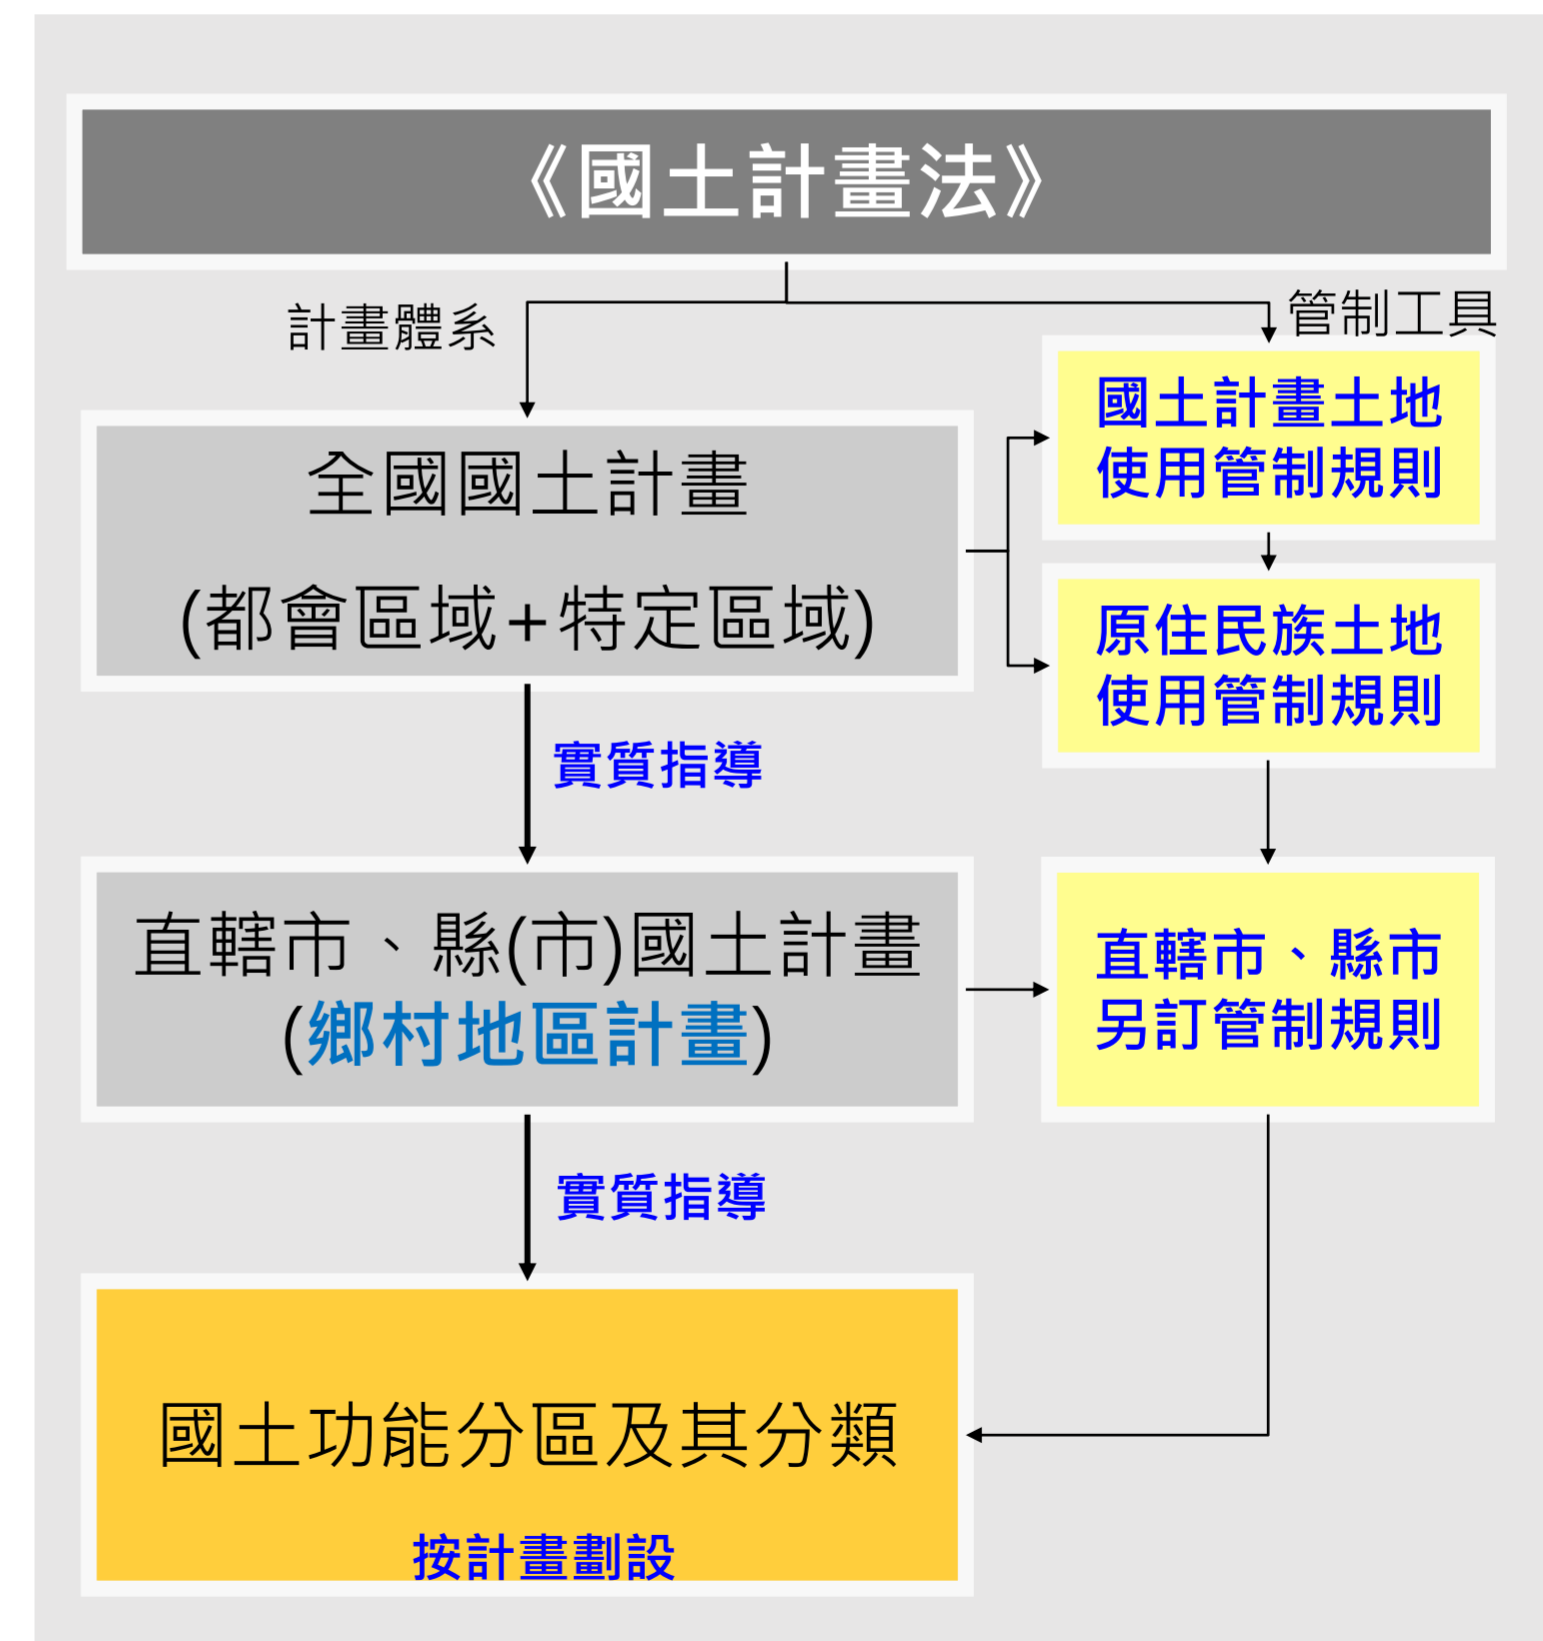 《國土計畫法》
計畫體系
管制工具
全國國土計畫
(都會區域+特定區域)
國土計畫土地
使用管制規則
原住民族土地
使用管制規則
實質指導
直轄市、縣(市)國土計畫
(鄉村地區計畫)
直轄市、縣市
另訂管制規則
實質指導
國土功能分區及其分類
按計畫劃設